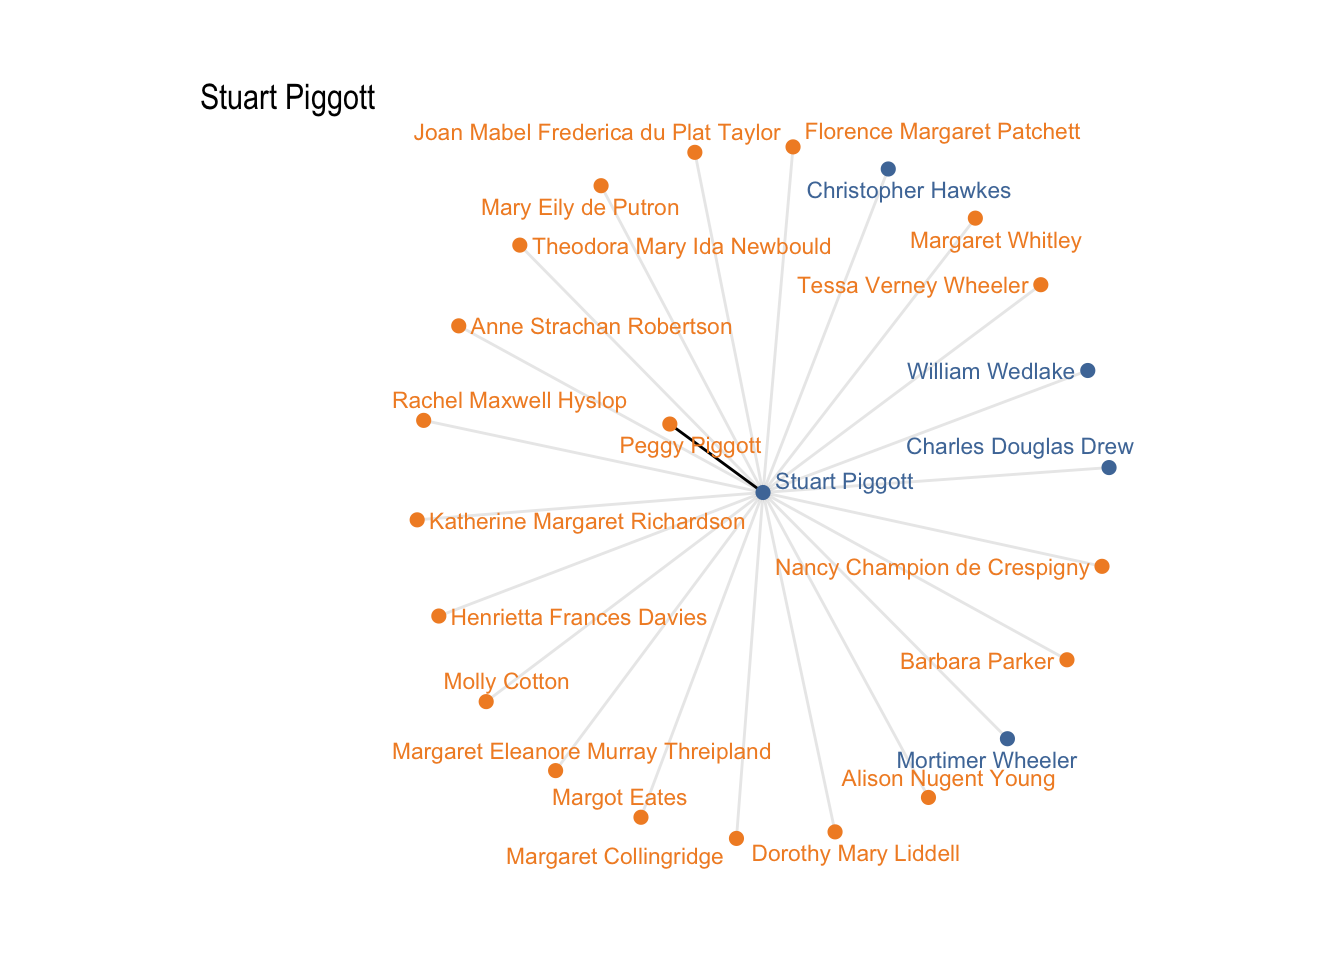 Stuart Piggott
Joan Mabel Frederica du Plat Taylor
Florence Margaret Patchett
Christopher Hawkes
Mary Eily de Putron
Margaret Whitley
Theodora Mary Ida Newbould
Tessa Verney Wheeler
Anne Strachan Robertson
William Wedlake
Rachel Maxwell Hyslop
Peggy Piggott
Charles Douglas Drew
Stuart Piggott
Katherine Margaret Richardson
Nancy Champion de Crespigny
Henrietta Frances Davies
Barbara Parker
Molly Cotton
Margaret Eleanore Murray Threipland
Mortimer Wheeler
Alison Nugent Young
Margot Eates
Margaret Collingridge
Dorothy Mary Liddell